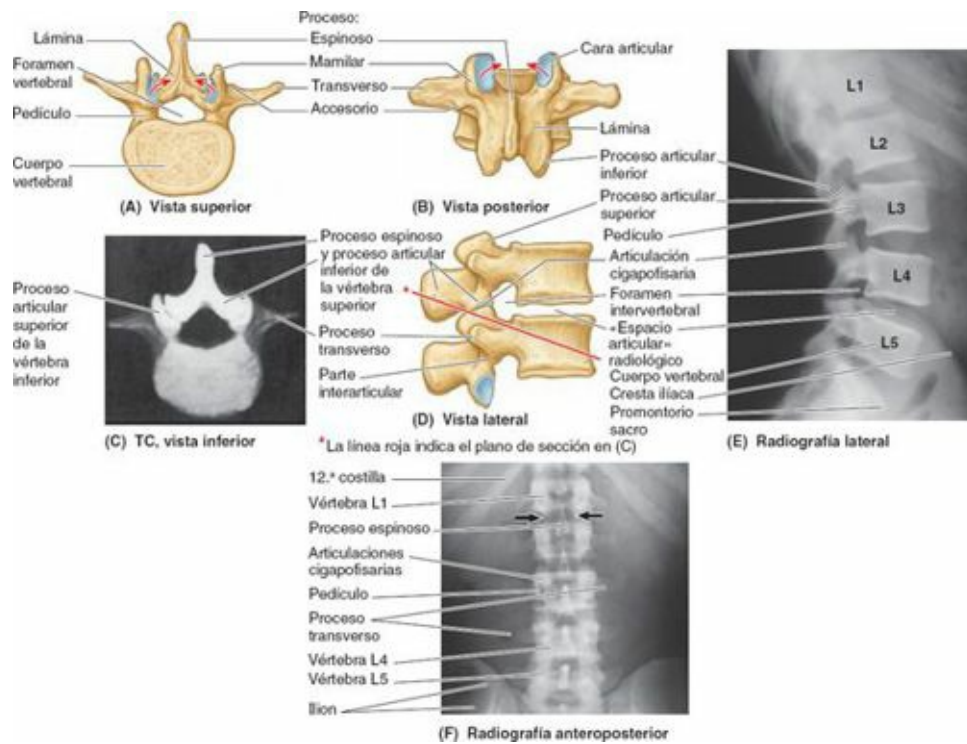 Proceso:
Lámina
Foramen
vertebral
Pedículo
Cuerpo
vertebral
Espinoso
Mamilar
Transverso
Accesorio
(A) Vista superior
Cara articular
Lámina
Proceso articular
inferior
(B) Vista posterior
Proceso
articular
superior
de la
vértebra
inferior
Proceso espinoso
y proceso articular
inferior de
la vértebra
superior
*
Proceso
transverso
Parte
interarticular
(C) TC, vista inferior
Proceso articular
superior
Pedículo
Articulación
cigapofisaria
Foramen
intervertebral
«Espacio
articular»
radiológico
Cuerpo vertebral
Cresta ilíaca
Promontorio
sacro
(D) Vista lateral
*La línea roja indica el plano de sección en (C)
L1
L2
L3
L4
L5
(E) Radiografía lateral
12.ª costilla
Vértebra L1
Proceso espinoso
Articulaciones
cigapofisarias
Pedículo
Proceso
transverso
Vértebra L4
Vértebra L5
Ilion
(F) Radiografía anteroposterior